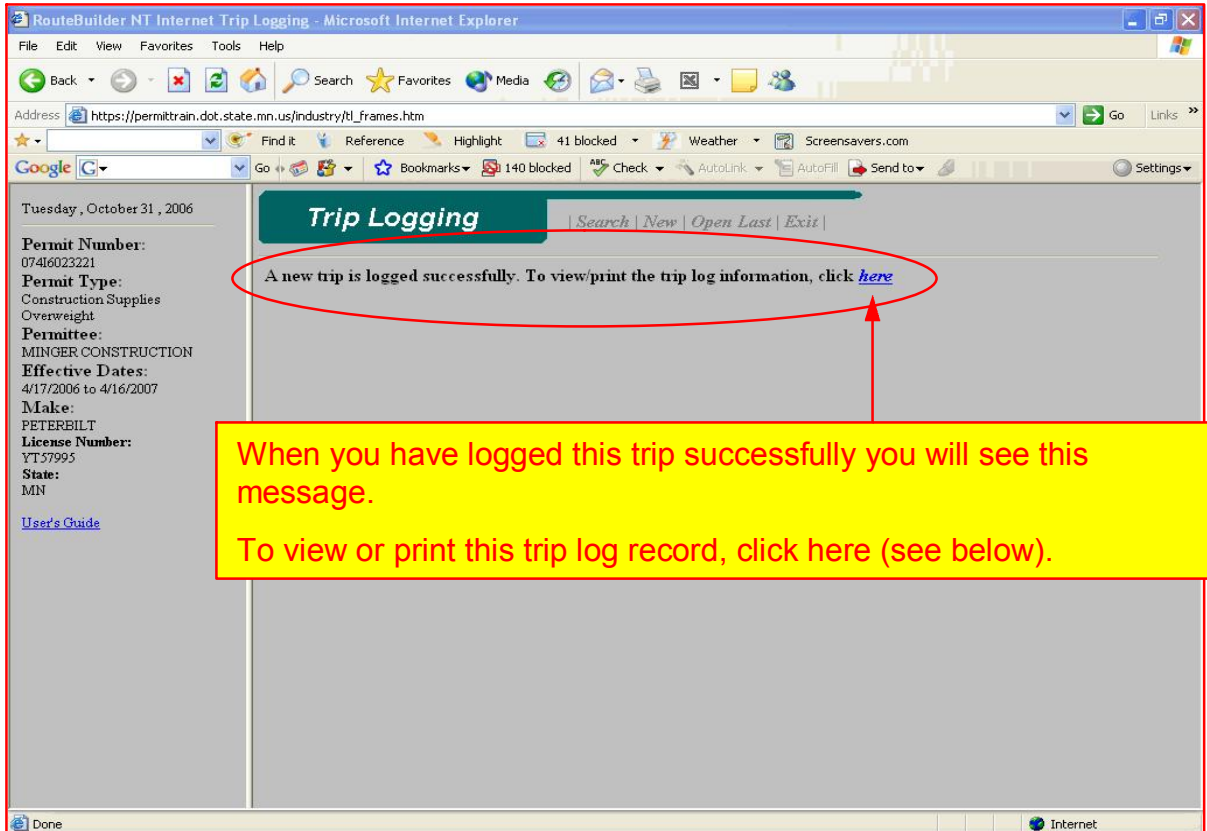 RouteBuilder NT Internet Trip Logging - Microsoft Internet Explorer
File Edit View Favorites Tools Help
Back Search Favorites Media
Address https://permittrain.dot.state.mn.us/industry/tl_frames.htm Go Links »
Find it Reference Highlight 41 blocked Weather Screensavers.com
Google G Go Bookmarks 140 blocked ABC Check AutoLink AutoFill Send to Settings
Tuesday , October 31 , 2006
Permit Number:
074I6023221
Permit Type:
Construction Supplies
Overweight
Permittee:
MINGER CONSTRUCTION
Effective Dates:
4/17/2006 to 4/16/2007
Make:
PETERBILT
License Number:
YT57995
State:
MN
User's Guide
Trip Logging | Search | New | Open Last | Exit |
A new trip is logged successfully. To view/print the trip log information, click here
When you have logged this trip successfully you will see this
message.
To view or print this trip log record, click here (see below).
Done Internet